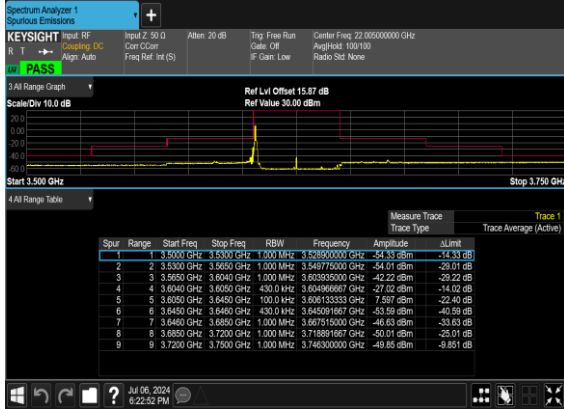 Spectrum Analyzer 1
Spurious Emissions
+
KEYSIGHT Input: RF Input Z: 50 Ω Atten: 20 dB Trig: Free Run Center Freq: 22.005000000 GHz
R T Coupling: DC Corr CCorr Gate: Off Avg|Hold: 100/100
Align: Auto Freq Ref: Int (S) IF Gain: Low Radio Std: None
PASS
3 All Range Graph
Ref Lvl Offset 15.87 dB
Scale/Div 10.0 dB Ref Value 30.00 dBm
20.0
0.00
-20.0
-40.0
-60.0
Start 3.500 GHz Stop 3.750 GHz
4 All Range Table
Measure Trace Trace 1
Trace Type Trace Average (Active)
Spur Range Start Freq Stop Freq RBW Frequency Amplitude ΔLimit
1 1 3.5000 GHz 3.5300 GHz 1.000 MHz 3.528900000 GHz -54.33 dBm -14.33 dB
2 2 3.5300 GHz 3.5650 GHz 1.000 MHz 3.549775000 GHz -54.01 dBm -29.01 dB
3 3 3.5650 GHz 3.6040 GHz 1.000 MHz 3.603935000 GHz -42.22 dBm -29.22 dB
4 4 3.6040 GHz 3.6050 GHz 430.0 kHz 3.604966667 GHz -27.02 dBm -14.02 dB
5 5 3.6050 GHz 3.6450 GHz 100.0 kHz 3.606133333 GHz 7.597 dBm -22.40 dB
6 6 3.6450 GHz 3.6460 GHz 430.0 kHz 3.645091667 GHz -53.59 dBm -40.59 dB
7 7 3.6460 GHz 3.6850 GHz 1.000 MHz 3.667515000 GHz -46.63 dBm -33.63 dB
8 8 3.6850 GHz 3.7200 GHz 1.000 MHz 3.718891667 GHz -50.01 dBm -25.01 dB
9 9 3.7200 GHz 3.7500 GHz 1.000 MHz 3.746300000 GHz -49.85 dBm -9.851 dB
? Jul 06, 2024
6:22:52 PM